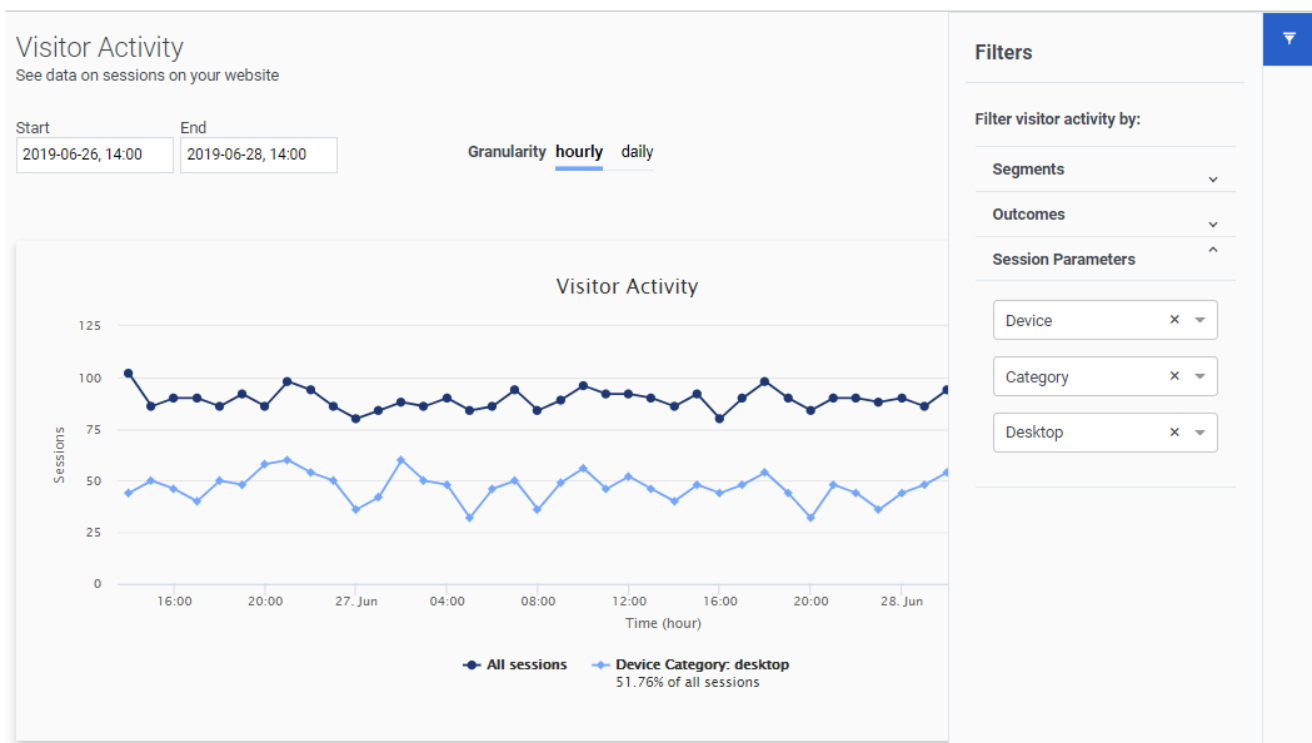 Visitor Activity
See data on sessions on your website
Start End
2019-06-26, 14:00 2019-06-28, 14:00
Granularity hourly daily
Visitor Activity
125
100
75
50
25
0
Sessions
16:00 20:00 27. Jun 04:00 08:00 12:00 16:00 20:00 28. Jun
Time (hour)
All sessions Device Category: desktop
51.76% of all sessions
Filters
Filter visitor activity by:
Segments
Outcomes
Session Parameters
Device
Category
Desktop